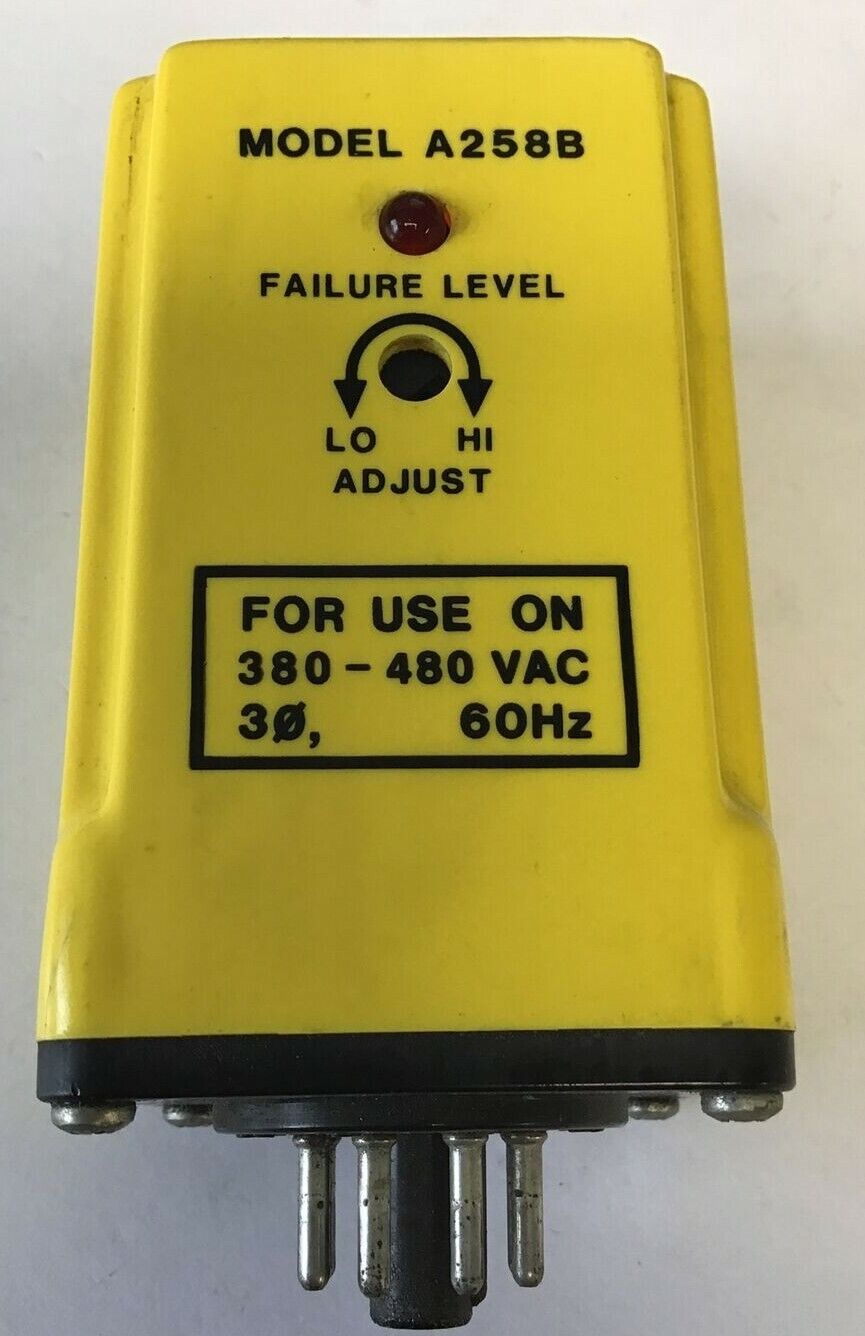 MODEL A258B
FAILURE LEVEL
LO HI
ADJUST
FOR USE ON
380 - 480 VAC
3Ø, 60Hz